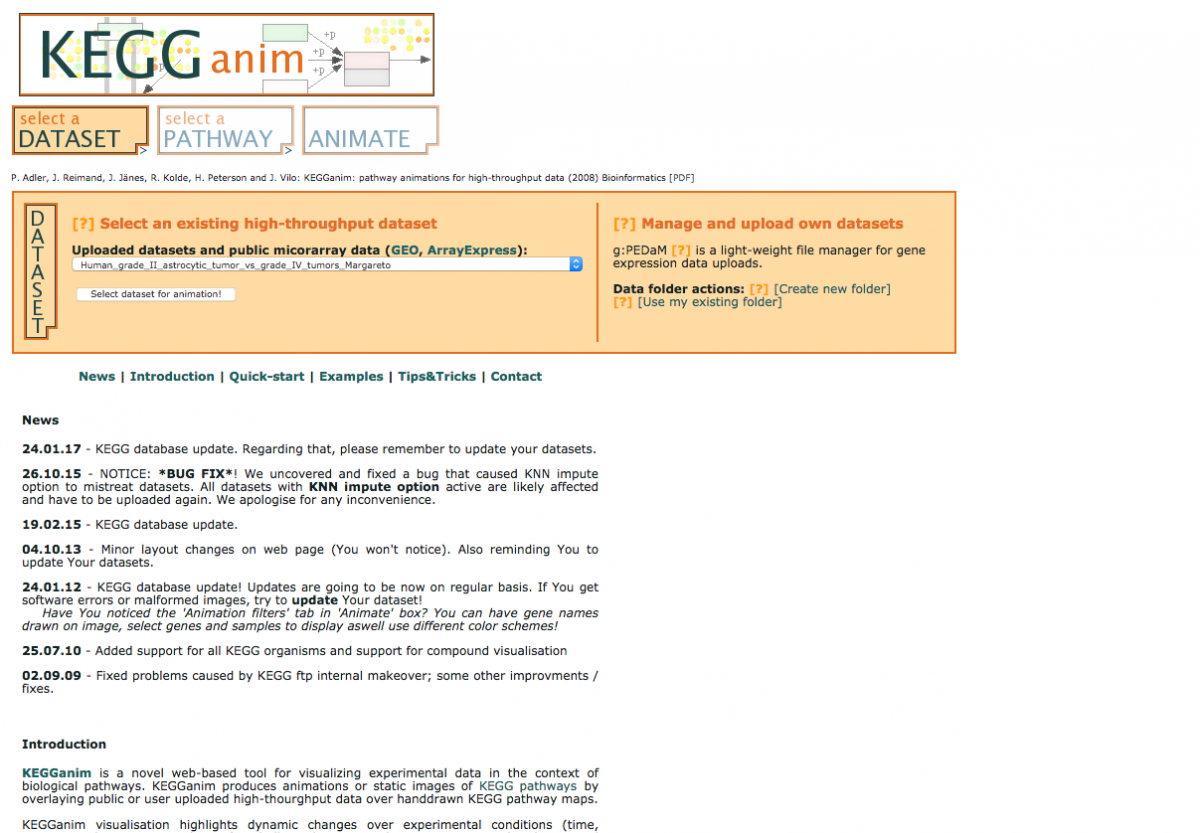 KEGG anim
+p
+p
+p
p
select a
DATASET
>
select a
PATHWAY
>
ANIMATE
P. Adler, J. Reimand, J. Jänes, R. Kolde, H. Peterson and J. Vilo: KEGGanim: pathway animations for high-throughput data (2008) Bioinformatics [PDF]
DATASET
[?] Select an existing high-throughput dataset
Uploaded datasets and public micorarray data (GEO, ArrayExpress):
Human_grade_II_astrocytic_tumor_vs_grade_IV_tumors_Margareto
Select dataset for animation!
[?] Manage and upload own datasets
g:PEDaM [?] is a light-weight file manager for gene
expression data uploads.
Data folder actions: [?] [Create new folder]
[?] [Use my existing folder]
News | Introduction | Quick-start | Examples | Tips&Tricks | Contact
News
24.01.17 - KEGG database update. Regarding that, please remember to update your datasets.
26.10.15 - NOTICE: *BUG FIX*! We uncovered and fixed a bug that caused KNN impute
option to mistreat datasets. All datasets with KNN impute option active are likely affected
and have to be uploaded again. We apologise for any inconvenience.
19.02.15 - KEGG database update.
04.10.13 - Minor layout changes on web page (You won't notice). Also reminding You to
update Your datasets.
24.01.12 - KEGG database update! Updates are going to be now on regular basis. If You get
software errors or malformed images, try to update Your dataset!
Have You noticed the 'Animation filters' tab in 'Animate' box? You can have gene names
drawn on image, select genes and samples to display aswell use different color schemes!
25.07.10 - Added support for all KEGG organisms and support for compound visualisation
02.09.09 - Fixed problems caused by KEGG ftp internal makeover; some other improvments /
fixes.
Introduction
KEGGanim is a novel web-based tool for visualizing experimental data in the context of
biological pathways. KEGGanim produces animations or static images of KEGG pathways by
overlaying public or user uploaded high-thourghput data over handdrawn KEGG pathway maps.
KEGGanim visualisation highlights dynamic changes over experimental conditions (time,